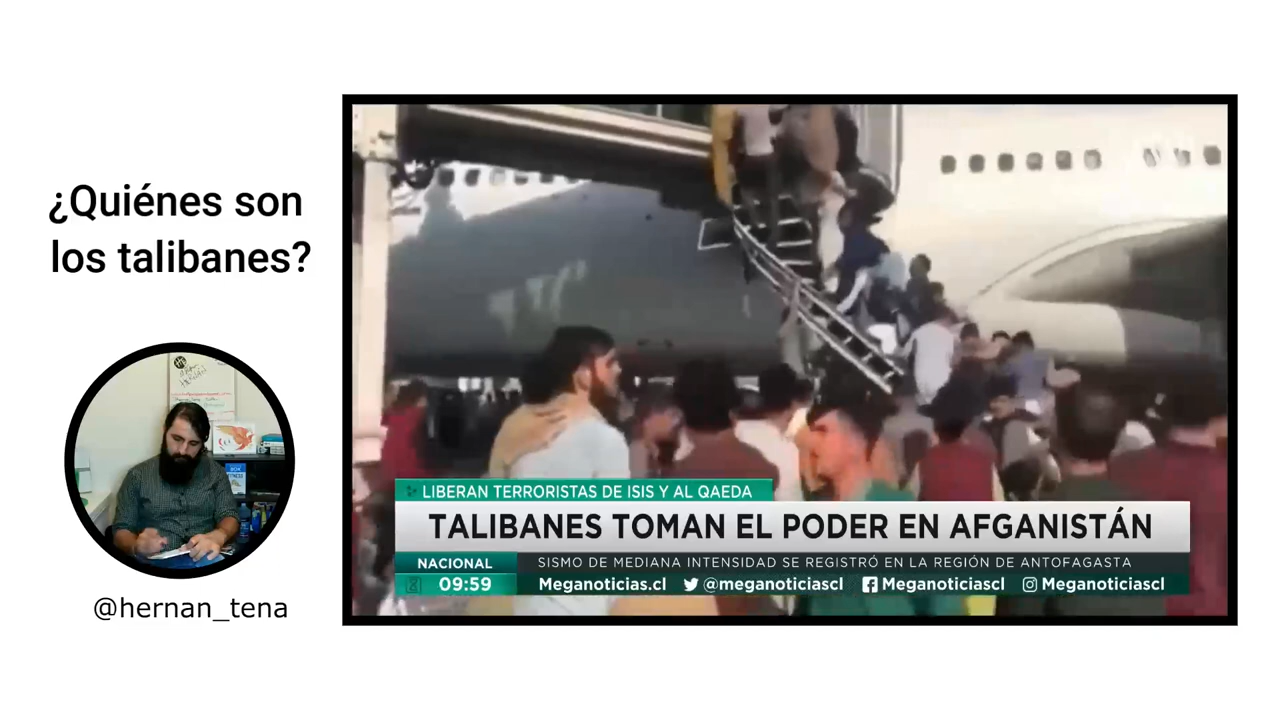 ¿Quiénes son
los talibanes?
@hernan_tena
LIBERAN TERRORISTAS DE ISIS Y AL QAEDA
TALIBANES TOMAN EL PODER EN AFGANISTÁN
NACIONAL
SISMO DE MEDIANA INTENSIDAD SE REGISTRÓ EN LA REGIÓN DE ANTOFAGASTA
09:59
Meganoticias.cl
@meganoticiascl
Meganoticiascl
Meganoticiascl